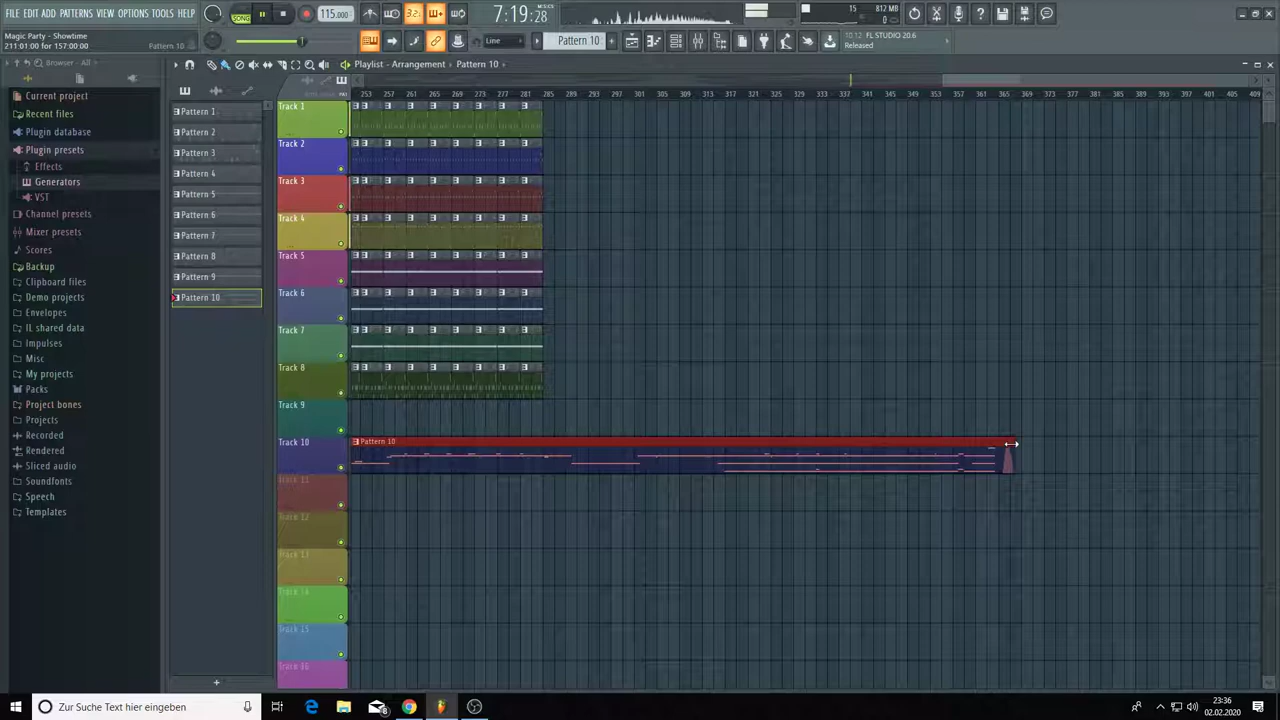 FILE EDIT ADD PATTERNS VIEW OPTIONS TOOLS HELP
SONG
115.000
3.2
7:19:28
M:S:CS
15
812 MB
0
Magic Party - Showtime
211:01:00 for 157:00:00
Pattern 10
Line
Pattern 10
10.12 FL STUDIO 20.6
Released
Browser - All
Playlist - Arrangement › Pattern 10 ›
Current project
Recent files
Plugin database
Plugin presets
Effects
Generators
VST
Channel presets
Mixer presets
Scores
Backup
Clipboard files
Demo projects
Envelopes
IL shared data
Impulses
Misc
My projects
Packs
Project bones
Projects
Recorded
Rendered
Sliced audio
Soundfonts
Speech
Templates
Pattern 1
Pattern 2
Pattern 3
Pattern 4
Pattern 5
Pattern 6
Pattern 7
Pattern 8
Pattern 9
Pattern 10
253 257 261 265 269 273 277 281 285 289 293 297 301 305 309 313 317 321 325 329 333 337 341 345 349 353 357 361 365 369 373 377 381 385 389 393 397 401 405 409
Track 1
Track 2
Track 3
Track 4
Track 5
Track 6
Track 7
Track 8
Track 9
Track 10
Pattern 10
Track 11
Track 12
Track 13
Track 14
Track 15
Track 16
Zur Suche Text hier eingeben
23:36
02.02.2020